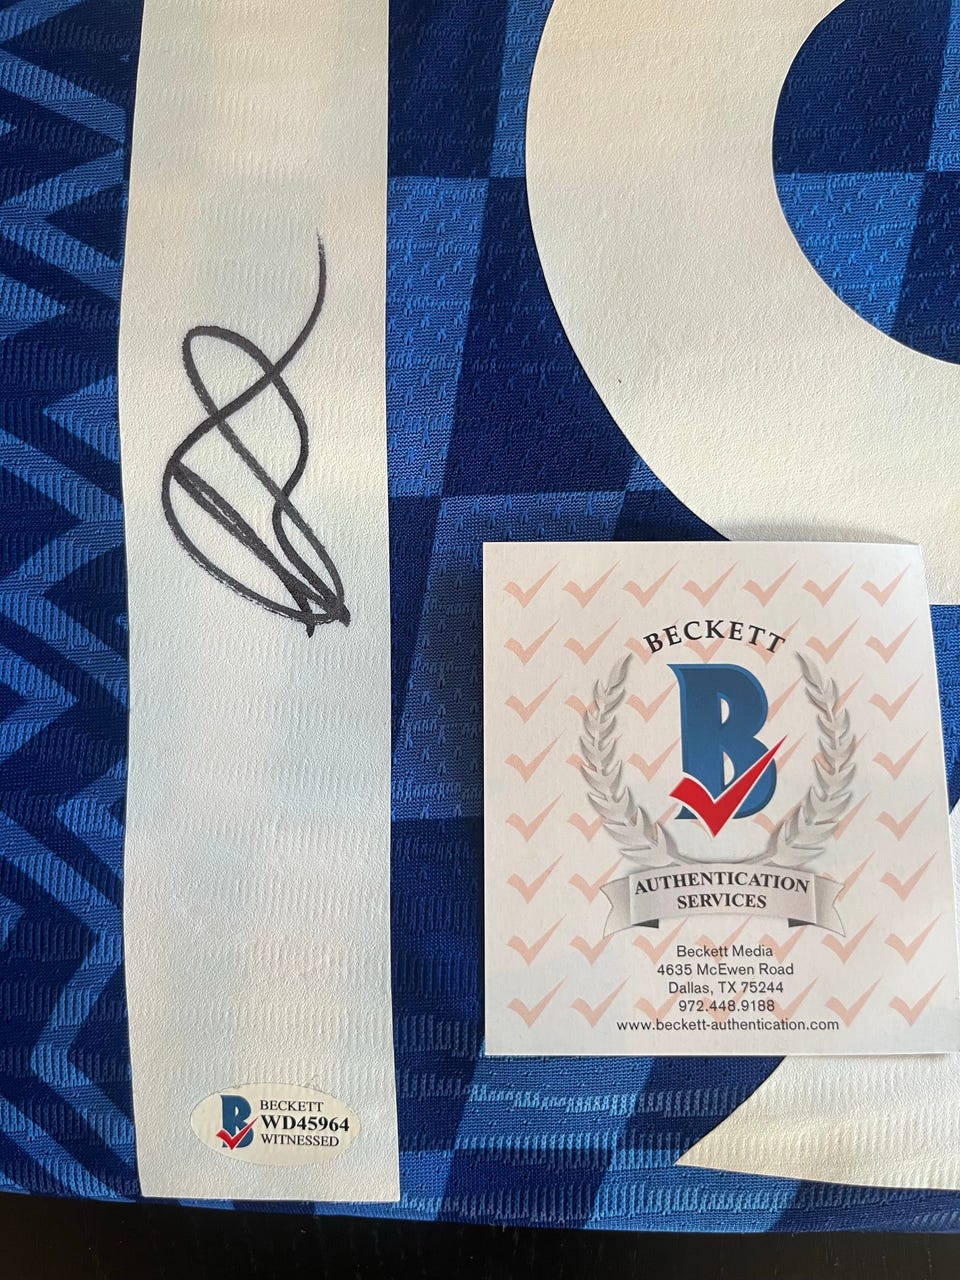 BECKETT
B
AUTHENTICATION
SERVICES
Beckett Media
4635 McEwen Road
Dallas, TX 75244
972.448.9188
www.beckett-authentication.com
B
BECKETT
WD45964
WITNESSED